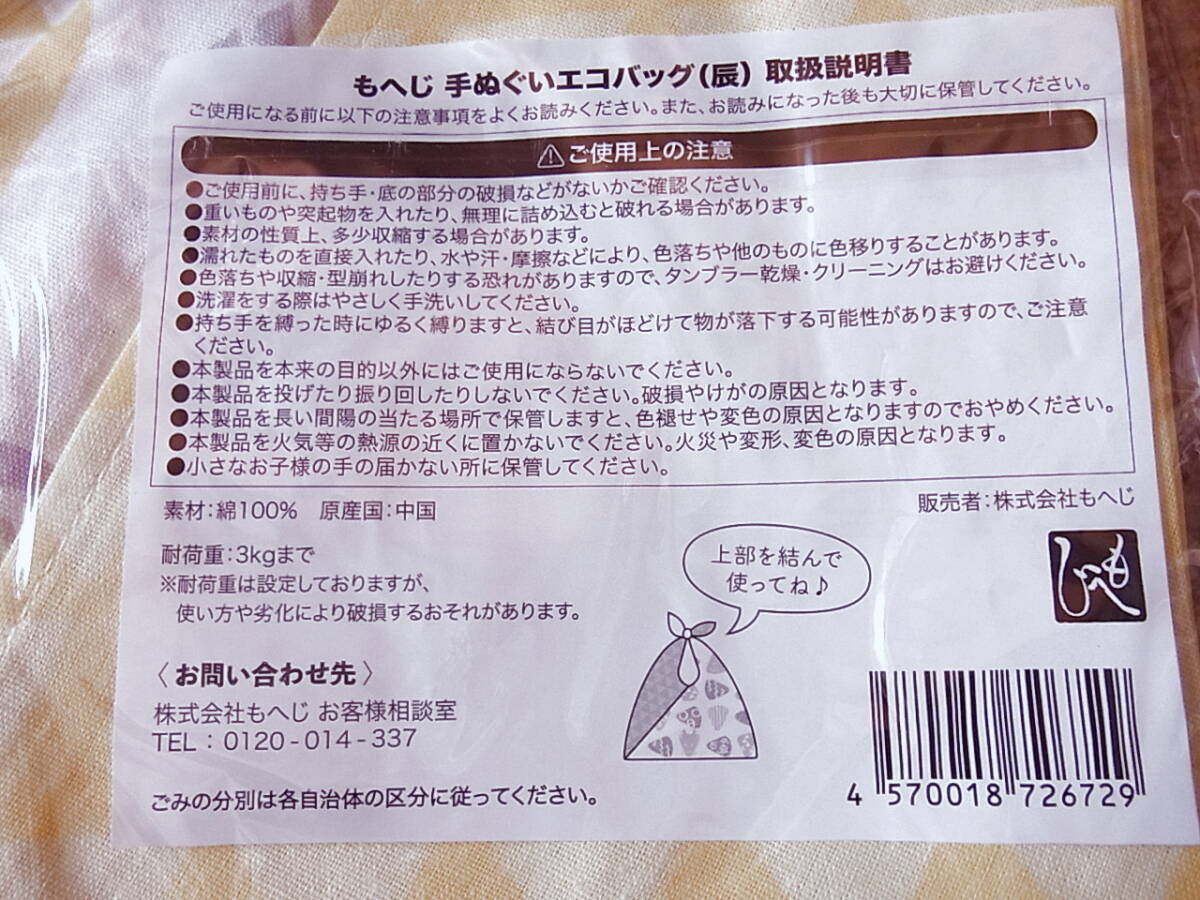 もへじ 手ぬぐいエコバッグ(辰) 取扱説明書
ご使用になる前に以下の注意事項をよくお読みください。また、お読みになった後も大切に保管してください。
⚠ご使用上の注意
●ご使用前に、持ち手・底の部分の破損などがないかご確認ください。
●重いものや突起物を入れたり、無理に詰め込むと破れる場合があります。
●素材の性質上、多少収縮する場合があります。
●濡れたものを直接入れたり、水や汗・摩擦などにより、色落ちや他のものに色移りすることがあります。
●色落ちや収縮・型崩れしたりする恐れがありますので、タンブラー乾燥・クリーニングはお避けください。
●洗濯をする際はやさしく手洗いしてください。
●持ち手を縛った時にゆるく縛りますと、結び目がほどけて物が落下する可能性がありますので、ご注意
ください。
●本製品を本来の目的以外にはご使用にならないでください。
●本製品を投げたり振り回したりしないでください。破損やけがの原因となります。
●本製品を長い間陽の当たる場所で保管しますと、色褪せや変色の原因となりますのでおやめください。
●本製品を火気等の熱源の近くに置かないでください。火災や変形、変色の原因となります。
●小さなお子様の手の届かない所に保管してください。
素材:綿100% 原産国:中国
販売者:株式会社もへじ
耐荷重:3kgまで
※耐荷重は設定しておりますが、
使い方や劣化により破損するおそれがあります。
上部を結んで
使ってね♪
もへじ
〈お問い合わせ先〉
株式会社もへじ お客様相談室
TEL : 0120-014-337
ごみの分別は各自治体の区分に従ってください。
4 570018 726729